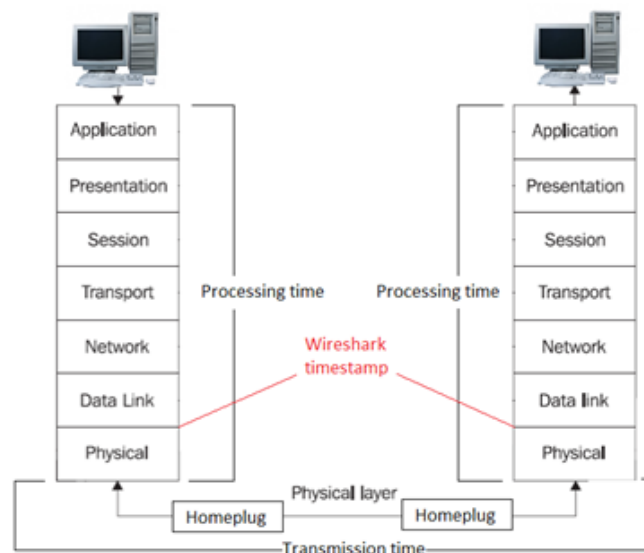 Application
Presentation
Session
Transport
Network
Data Link
Physical
Processing time
Wireshark
timestamp
Processing time
Application
Presentation
Session
Transport
Network
Data link
Physical
Physical layer
Homeplug
Homeplug
Transmission time